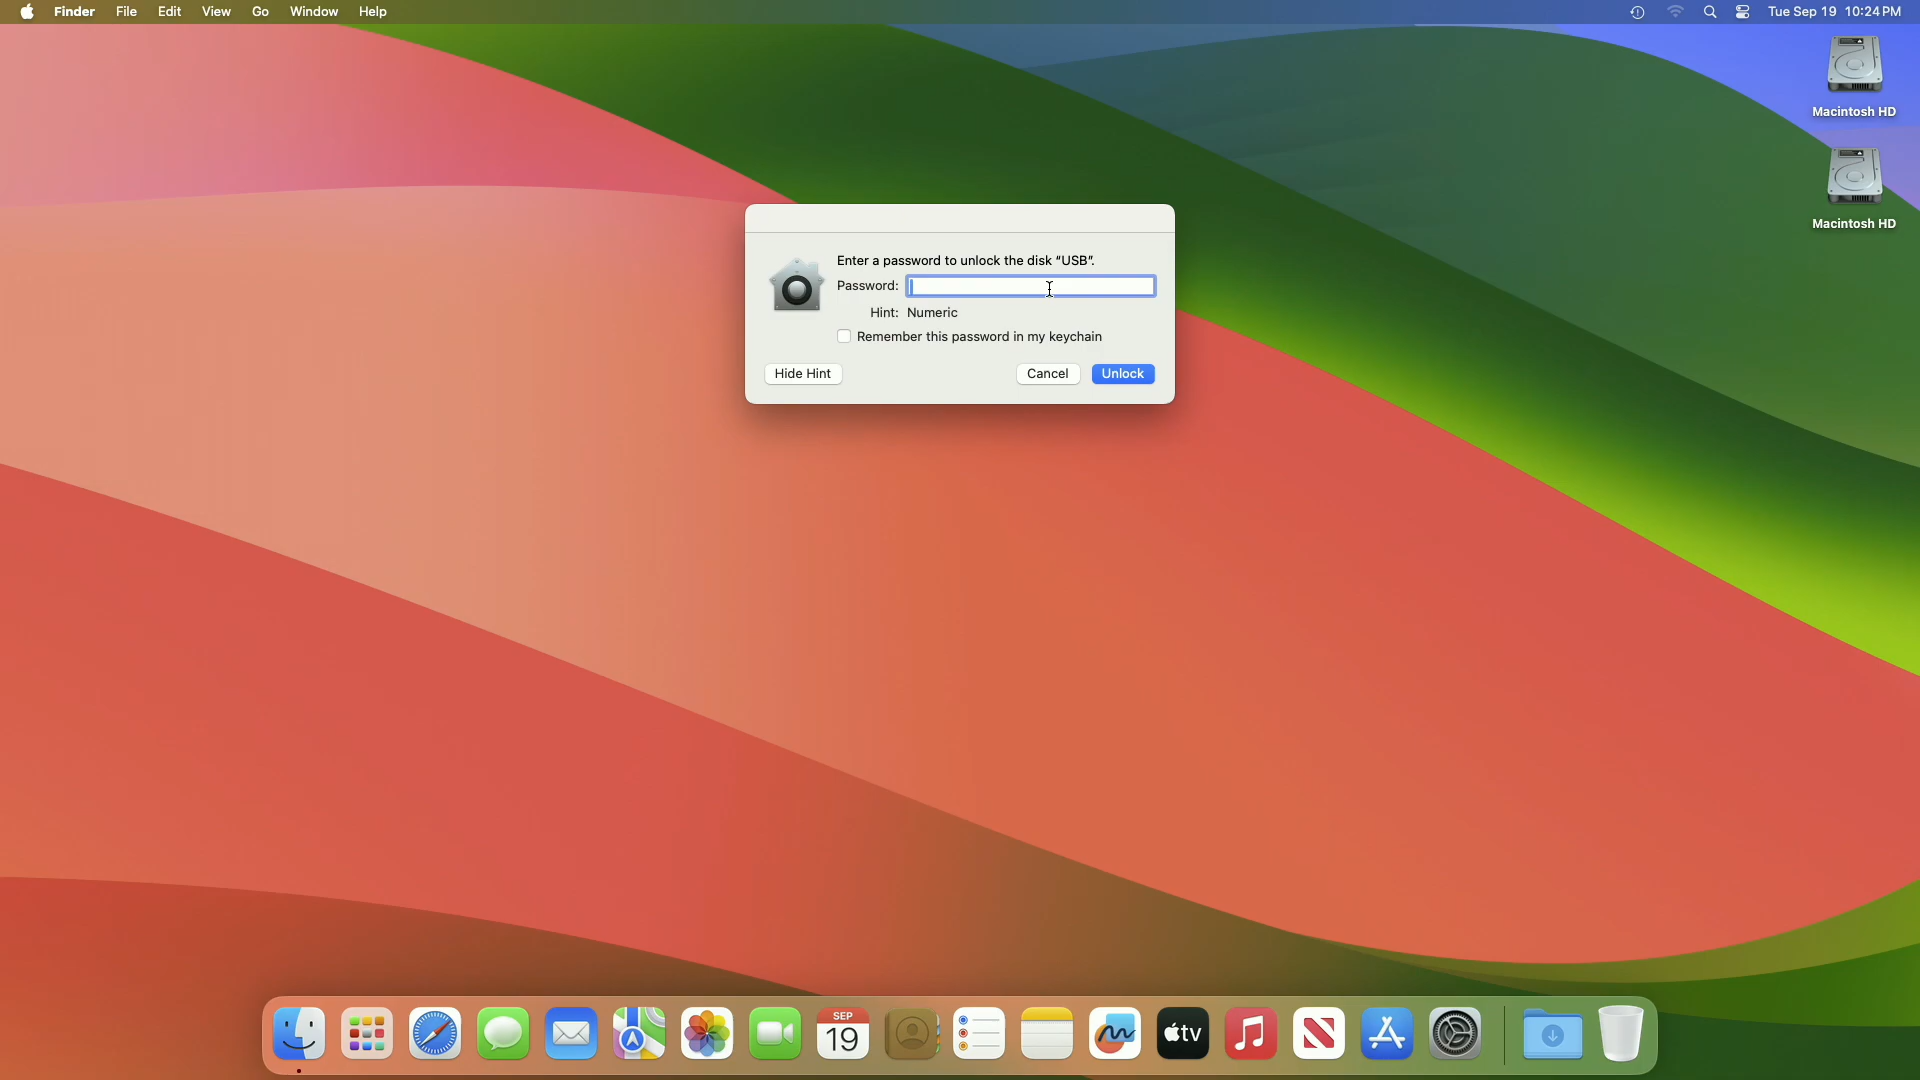 Finder File Edit View Go Window Help Tue Sep 19 10:24 PM
Macintosh HD
Macintosh HD
Enter a password to unlock the disk “USB”.
Password:
Hint: Numeric
Remember this password in my keychain
Hide Hint Cancel Unlock
SEP
19
tv